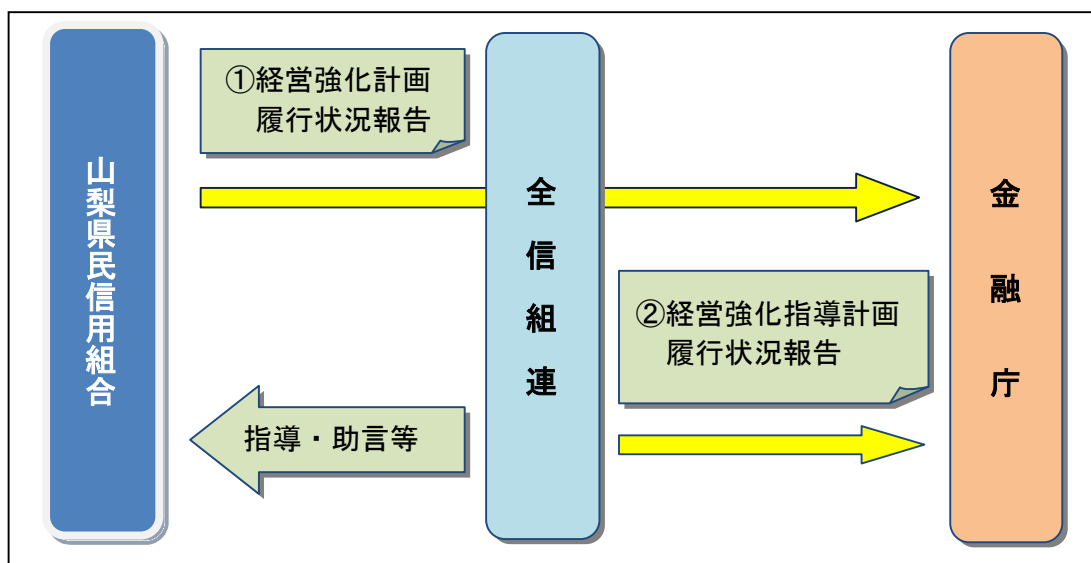 山梨県民信用組合
①経営強化計画
履行状況報告
全信組連
②経営強化指導計画
履行状況報告
指導・助言等
金融庁